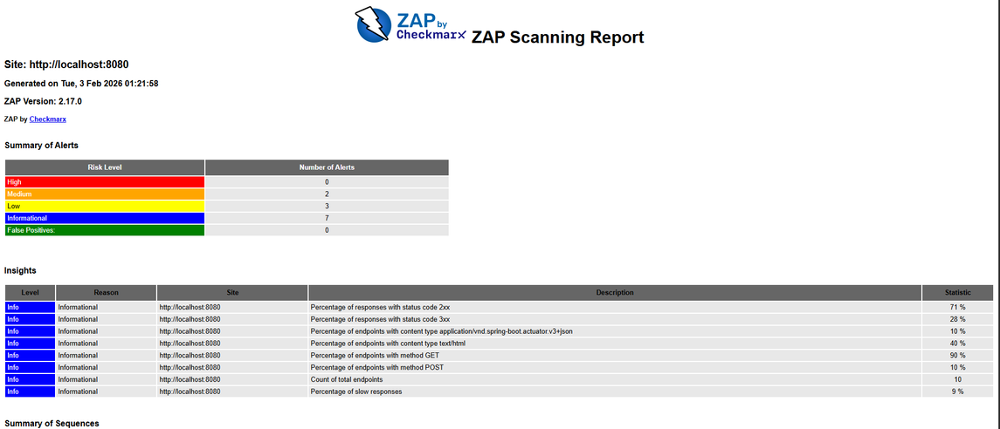 ZAP by
Checkmarx ZAP Scanning Report
Site: http://localhost:8080
Generated on Tue, 3 Feb 2026 01:21:58
ZAP Version: 2.17.0
ZAP by Checkmarx
Summary of Alerts
Risk Level Number of Alerts
High 0
Medium 2
Low 3
Informational 7
False Positives: 0
Insights
Level Reason Site Description Statistic
Info Informational http://localhost:8080 Percentage of responses with status code 2xx 71 %
Info Informational http://localhost:8080 Percentage of responses with status code 3xx 28 %
Info Informational http://localhost:8080 Percentage of endpoints with content type application/vnd.spring-boot.actuator.v3+json 10 %
Info Informational http://localhost:8080 Percentage of endpoints with content type text/html 40 %
Info Informational http://localhost:8080 Percentage of endpoints with method GET 90 %
Info Informational http://localhost:8080 Percentage of endpoints with method POST 10 %
Info Informational http://localhost:8080 Count of total endpoints 10
Info Informational http://localhost:8080 Percentage of slow responses 9 %
Summary of Sequences